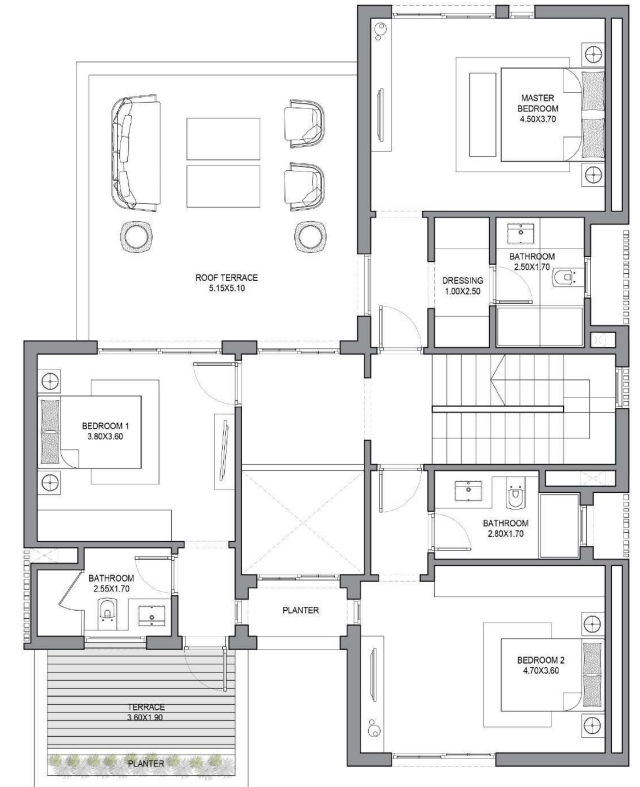 MASTER
BEDROOM
4.50X3.70
BATHROOM
2.50X1.70
ROOF TERRACE
5.15X5.10
DRESSING
1.00X2.50
BEDROOM 1
3.80X3.60
BATHROOM
2.80X1.70
BATHROOM
2.55X1.70
PLANTER
BEDROOM 2
4.70X3.60
TERRACE
3.60X1.90
PLANTER